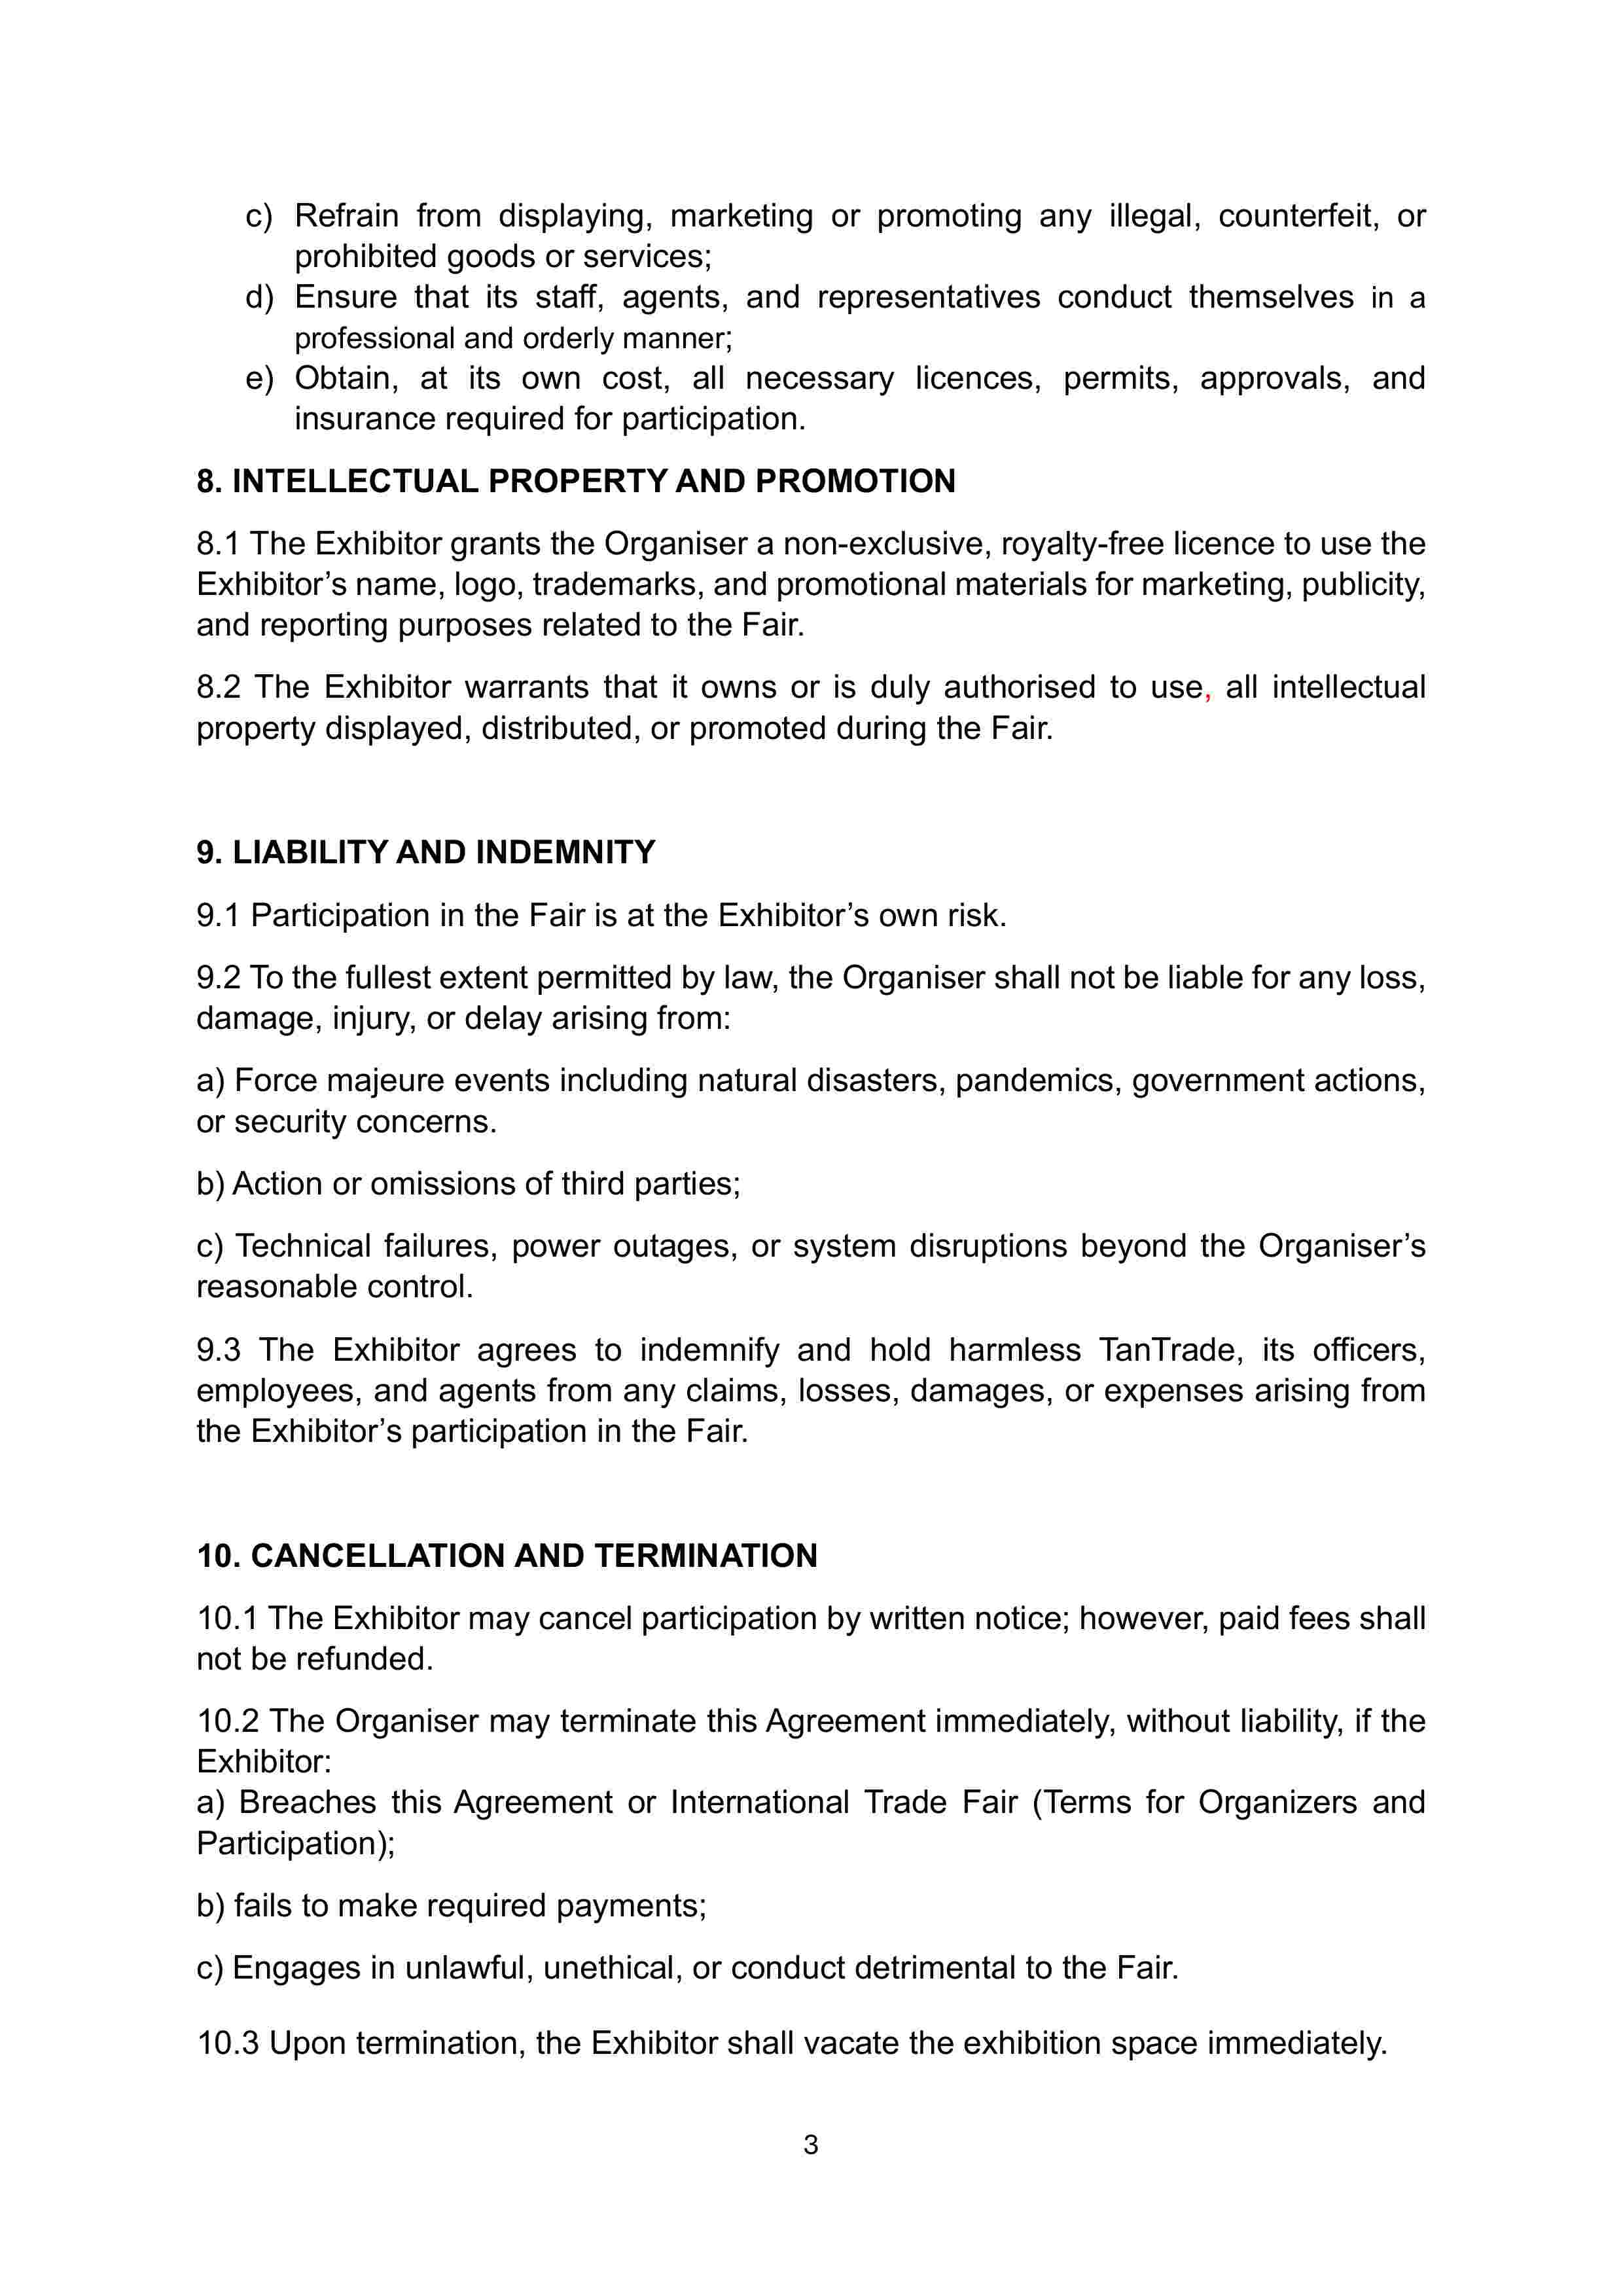 c) Refrain from displaying, marketing or promoting any illegal, counterfeit, or
prohibited goods or services;
d) Ensure that its staff, agents, and representatives conduct themselves in a
professional and orderly manner;
e) Obtain, at its own cost, all necessary licences, permits, approvals, and
insurance required for participation.
8. INTELLECTUAL PROPERTY AND PROMOTION
8.1 The Exhibitor grants the Organiser a non-exclusive, royalty-free licence to use the
Exhibitor’s name, logo, trademarks, and promotional materials for marketing, publicity,
and reporting purposes related to the Fair.
8.2 The Exhibitor warrants that it owns or is duly authorised to use, all intellectual
property displayed, distributed, or promoted during the Fair.
9. LIABILITY AND INDEMNITY
9.1 Participation in the Fair is at the Exhibitor’s own risk.
9.2 To the fullest extent permitted by law, the Organiser shall not be liable for any loss,
damage, injury, or delay arising from:
a) Force majeure events including natural disasters, pandemics, government actions,
or security concerns.
b) Action or omissions of third parties;
c) Technical failures, power outages, or system disruptions beyond the Organiser’s
reasonable control.
9.3 The Exhibitor agrees to indemnify and hold harmless TanTrade, its officers,
employees, and agents from any claims, losses, damages, or expenses arising from
the Exhibitor’s participation in the Fair.
10. CANCELLATION AND TERMINATION
10.1 The Exhibitor may cancel participation by written notice; however, paid fees shall
not be refunded.
10.2 The Organiser may terminate this Agreement immediately, without liability, if the
Exhibitor:
a) Breaches this Agreement or International Trade Fair (Terms for Organizers and
Participation);
b) fails to make required payments;
c) Engages in unlawful, unethical, or conduct detrimental to the Fair.
10.3 Upon termination, the Exhibitor shall vacate the exhibition space immediately.
3